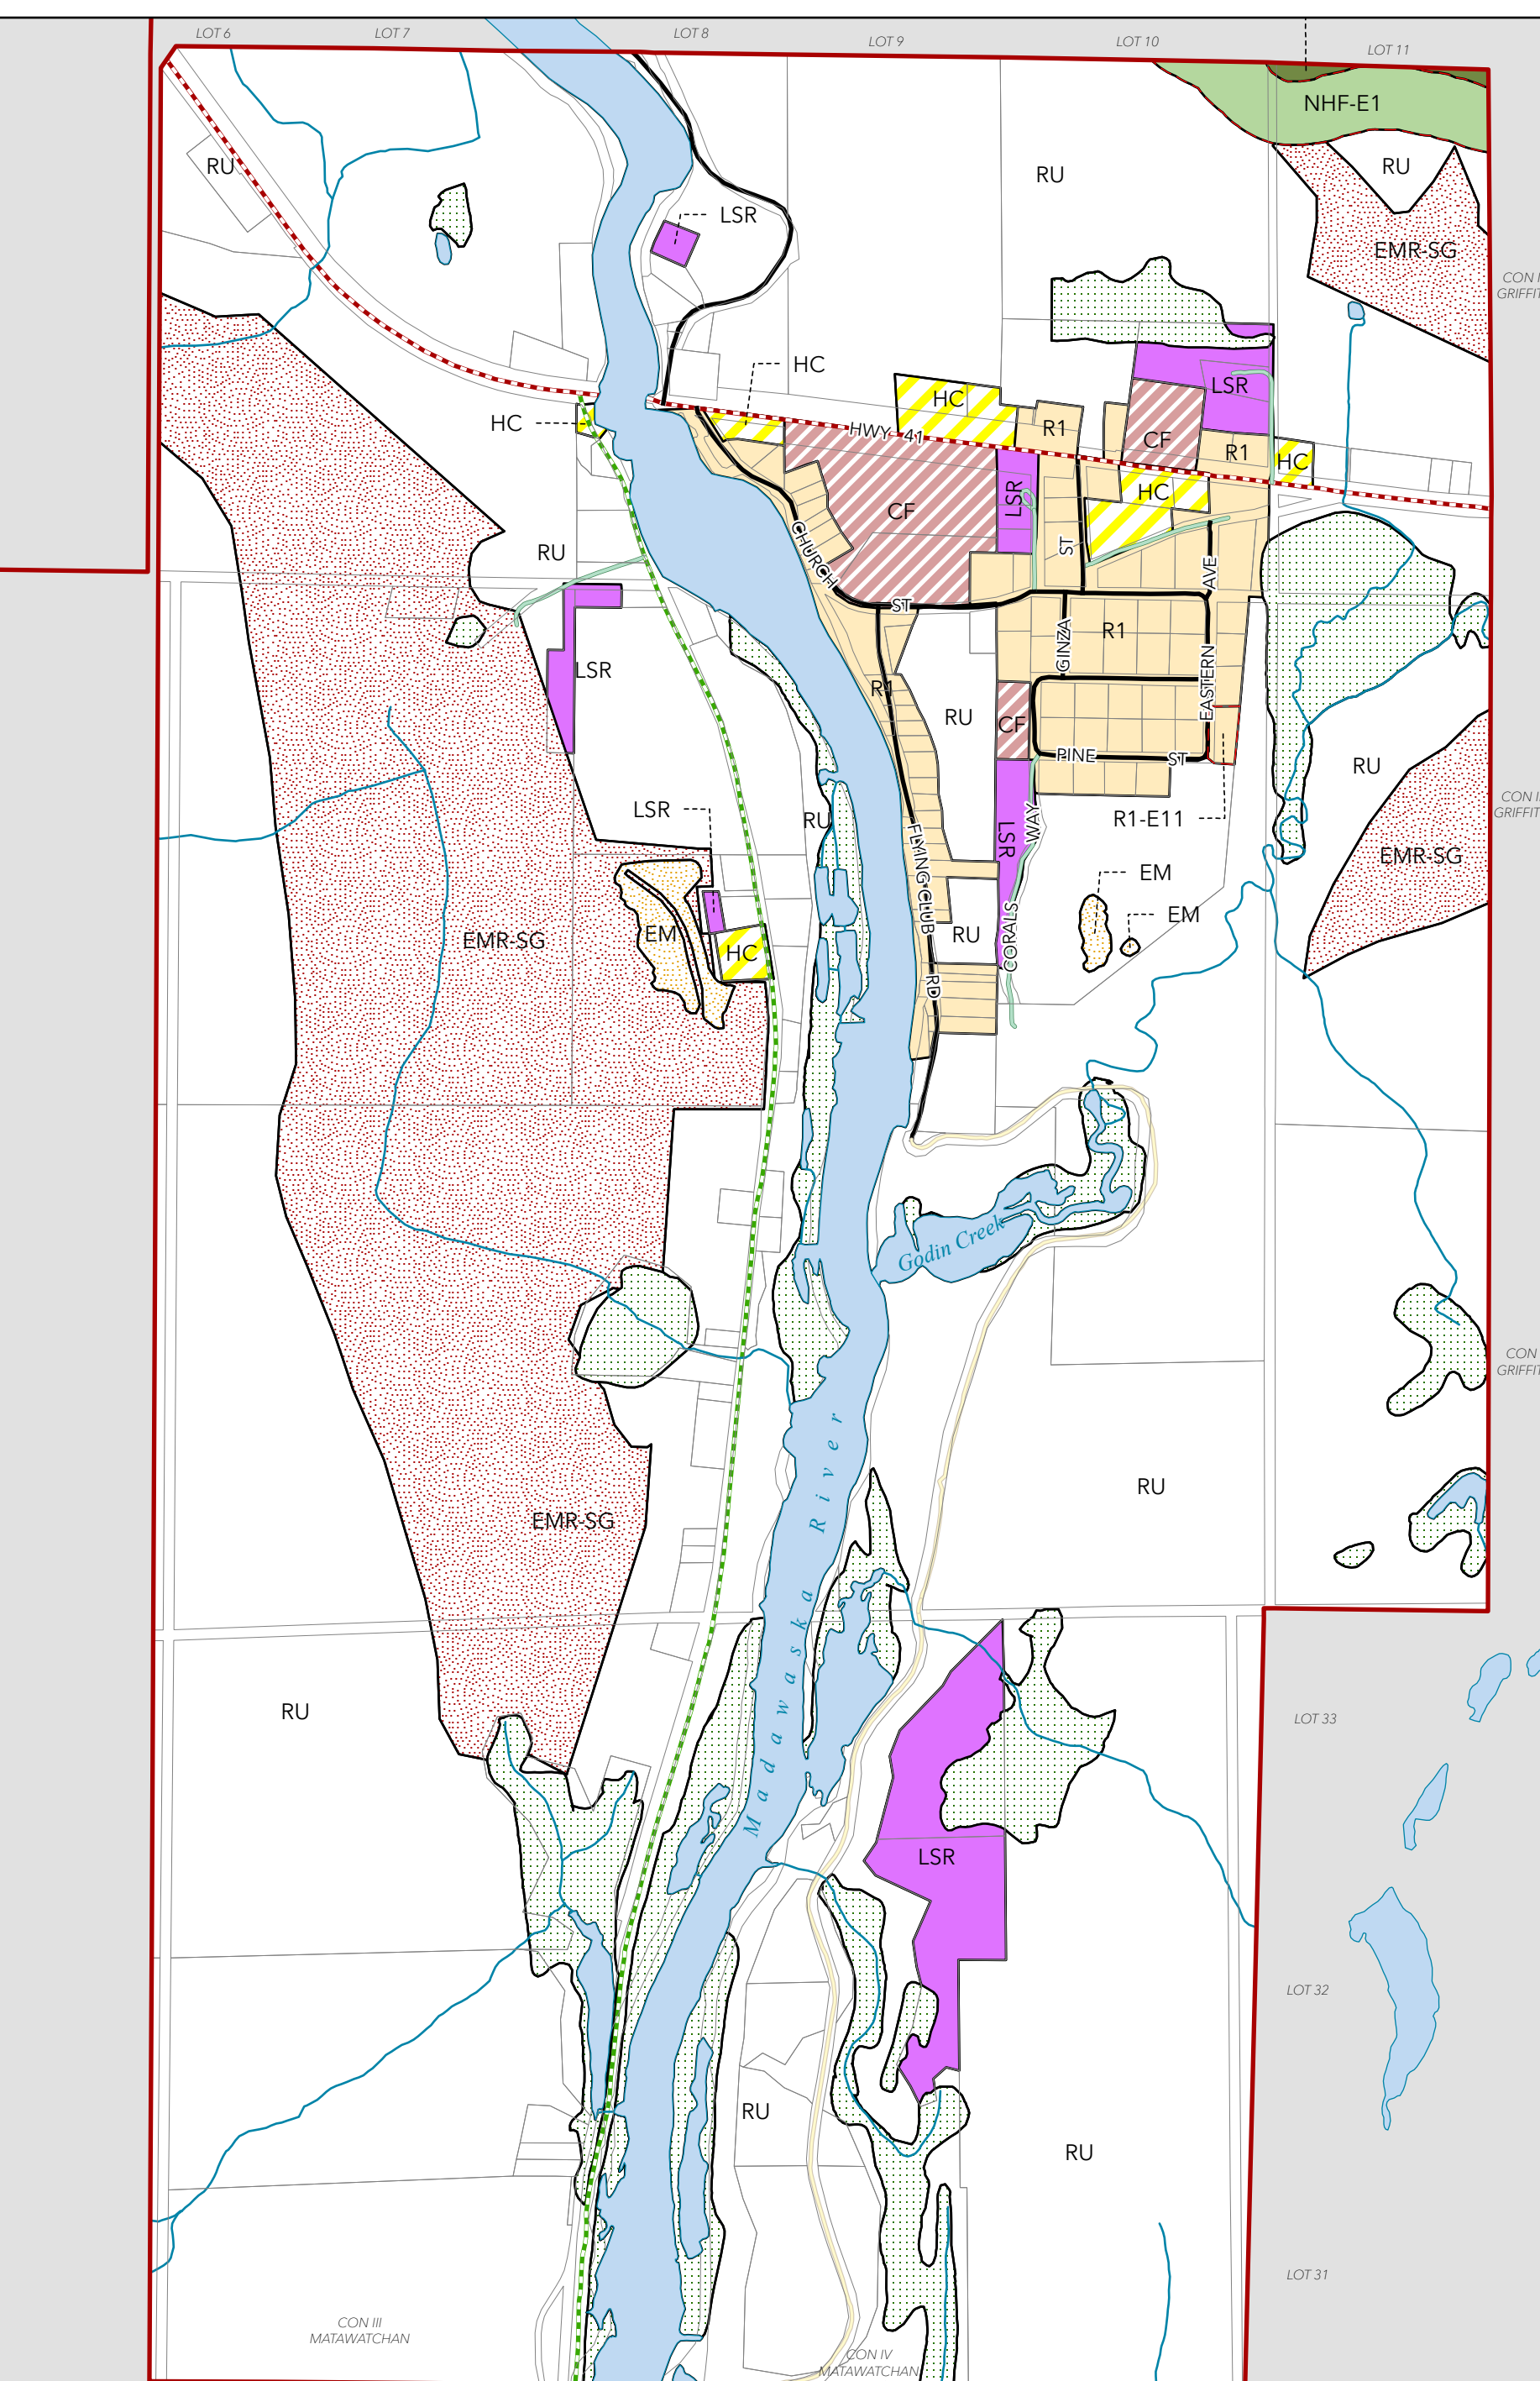 LOT 6
LOT 7
LOT 8
LOT 9
LOT 10
LOT 11
NHF-E1
RU
RU
RU
LSR
EMR-SG
CON I
GRIFFIT
HC
HC
HC
LSR
HWY 41
R1
CF
R1
HC
HC
LSR
CF
RU
CHURCH
ST
ST
AVE
R1
GINZA
LSR
R1
EASTERN
RU
CF
PINE
ST
RU
CON I
GRIFFIT
LSR
RU
R1-E11
LSR
WAY
FLYING CLUB
EMR-SG
EM
EM
EMR-SG
EM
HC
RU
CORALS
RD
Godin Creek
CON
GRIFFIT
Madawaska River
RU
EMR-SG
RU
LOT 33
LSR
LOT 32
RU
RU
LOT 31
CON III
MATAWATCHAN
CON IV
MATAWATCHAN